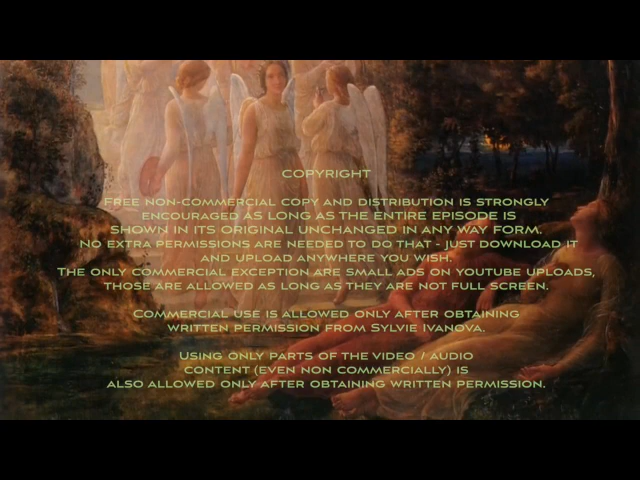 COPYRIGHT
FREE NON-COMMERCIAL COPY AND DISTRIBUTION IS STRONGLY
ENCOURAGED AS LONG AS THE ENTIRE EPISODE IS
SHOWN IN ITS ORIGINAL UNCHANGED IN ANY WAY FORM.
NO EXTRA PERMISSIONS ARE NEEDED TO DO THAT - JUST DOWNLOAD IT
AND UPLOAD ANYWHERE YOU WISH.
THE ONLY COMMERCIAL EXCEPTION ARE SMALL ADS ON YOUTUBE UPLOADS,
THOSE ARE ALLOWED AS LONG AS THEY ARE NOT FULL SCREEN.
COMMERCIAL USE IS ALLOWED ONLY AFTER OBTAINING
WRITTEN PERMISSION FROM SYLVIE IVANOVA.
USING ONLY PARTS OF THE VIDEO / AUDIO
CONTENT (EVEN NON COMMERCIALLY) IS
ALSO ALLOWED ONLY AFTER OBTAINING WRITTEN PERMISSION.